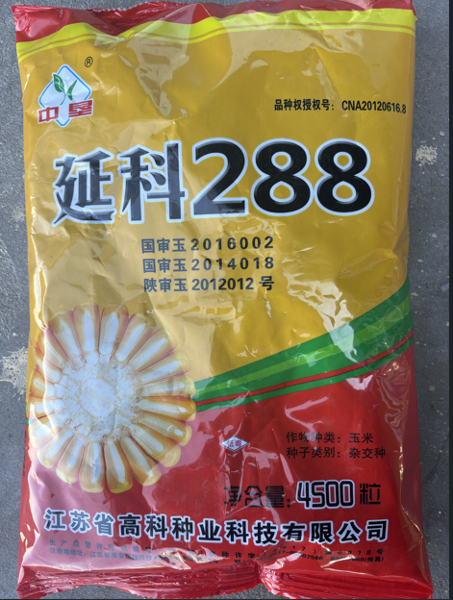 ®
中垦
品种权授权号：CNA20120616.8
延科288
国审玉2016002
国审玉2014018
陕审玉2012012号
作物种类：玉米
种子类别：杂交种
净含量：4500粒
江苏省高科种业科技有限公司